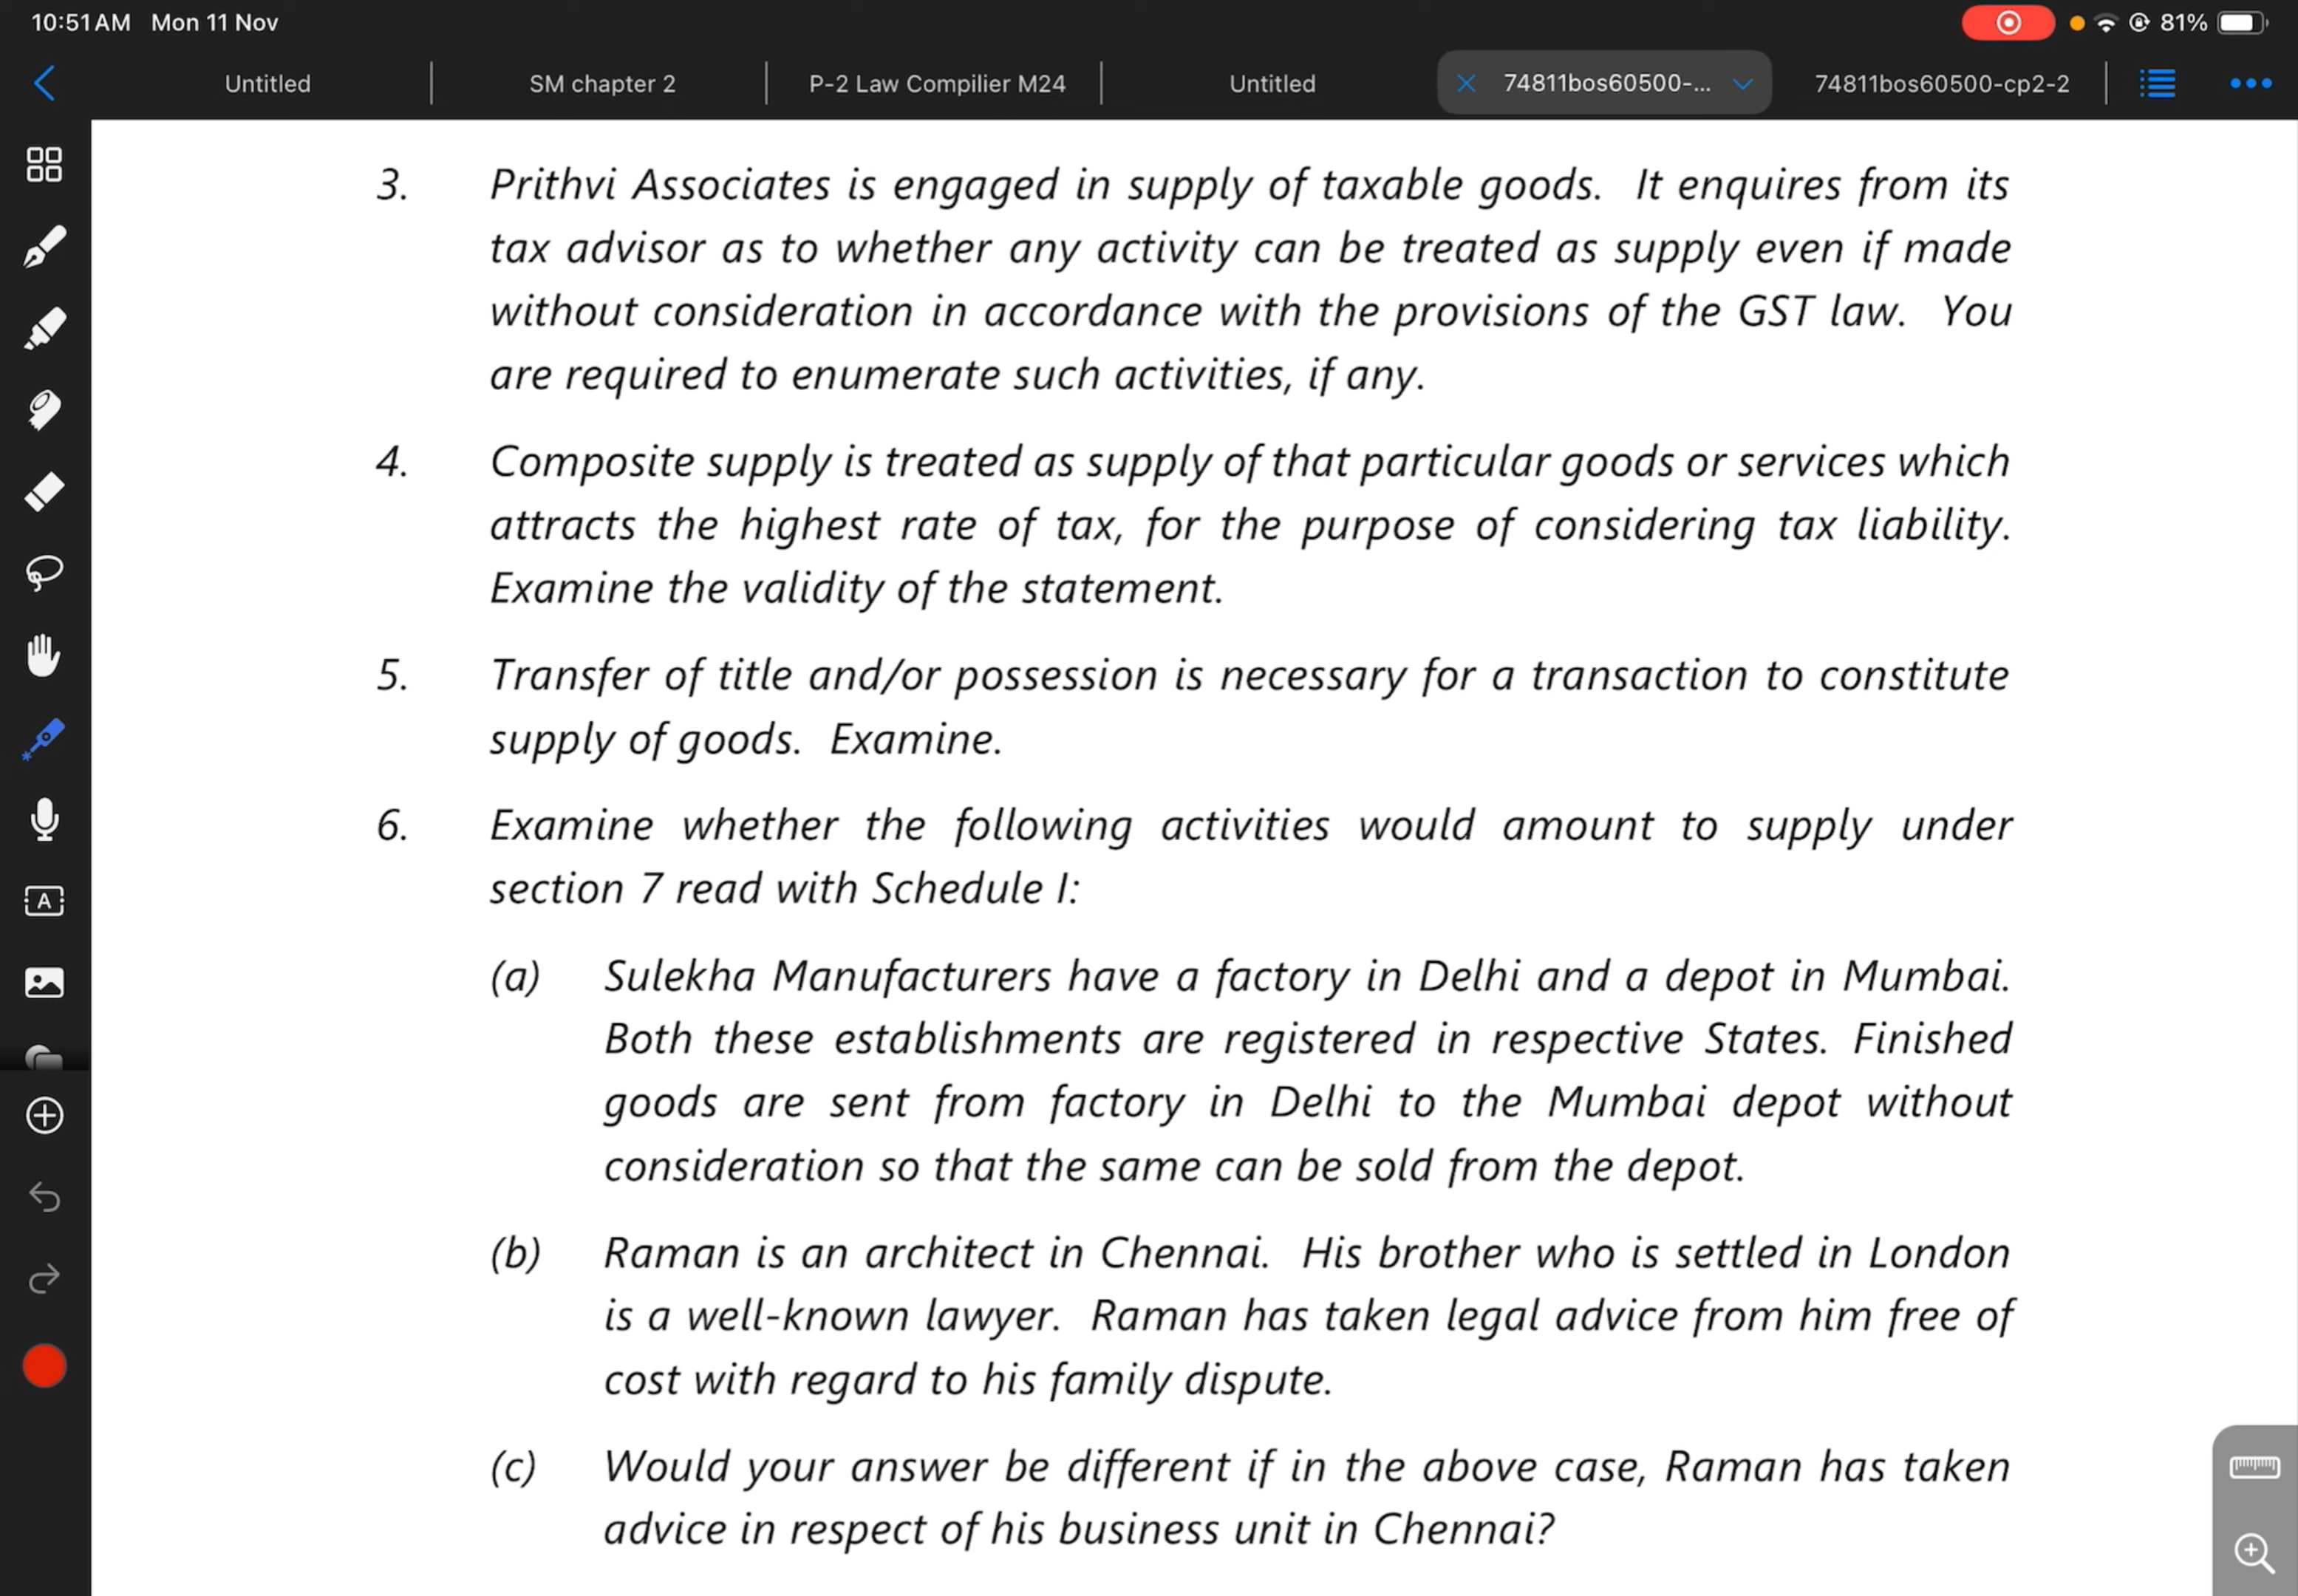 10:51 AM Mon 11 Nov
81%
Untitled
SM chapter 2
P-2 Law Compilier M24
Untitled
74811bos60500-...
74811bos60500-cp2-2
3. Prithvi Associates is engaged in supply of taxable goods. It enquires from its
tax advisor as to whether any activity can be treated as supply even if made
without consideration in accordance with the provisions of the GST law. You
are required to enumerate such activities, if any.
4. Composite supply is treated as supply of that particular goods or services which
attracts the highest rate of tax, for the purpose of considering tax liability.
Examine the validity of the statement.
5. Transfer of title and/or possession is necessary for a transaction to constitute
supply of goods. Examine.
6. Examine whether the following activities would amount to supply under
section 7 read with Schedule I:
(a) Sulekha Manufacturers have a factory in Delhi and a depot in Mumbai.
Both these establishments are registered in respective States. Finished
goods are sent from factory in Delhi to the Mumbai depot without
consideration so that the same can be sold from the depot.
(b) Raman is an architect in Chennai. His brother who is settled in London
is a well-known lawyer. Raman has taken legal advice from him free of
cost with regard to his family dispute.
(c) Would your answer be different if in the above case, Raman has taken
advice in respect of his business unit in Chennai?
A